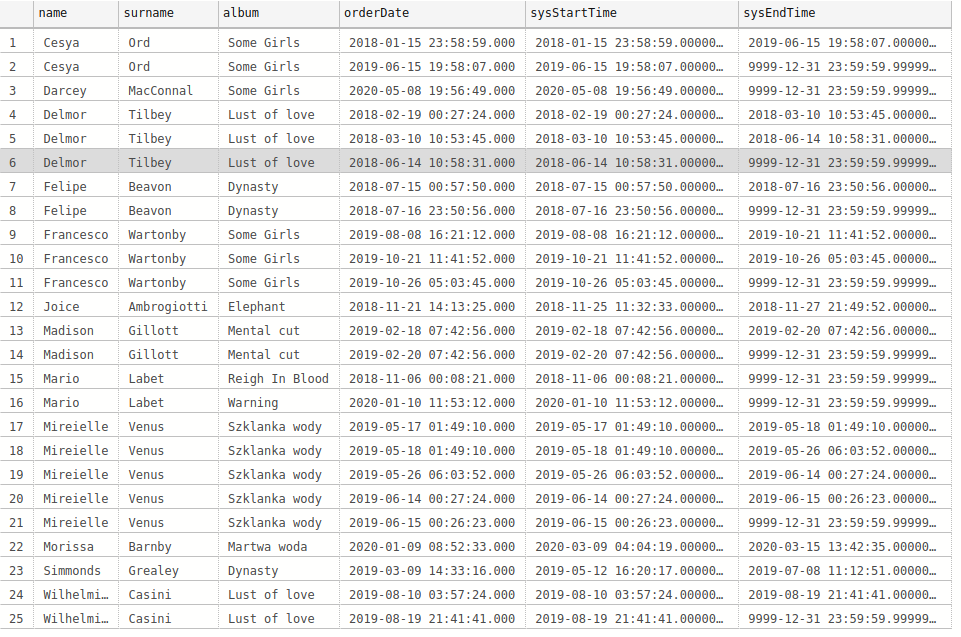 name surname album orderDate sysStartTime sysEndTime
1 Cesya Ord Some Girls 2018-01-15 23:58:59.000 2018-01-15 23:58:59.00000… 2019-06-15 19:58:07.00000…
2 Cesya Ord Some Girls 2019-06-15 19:58:07.000 2019-06-15 19:58:07.00000… 9999-12-31 23:59:59.99999…
3 Darcey MacConnal Some Girls 2020-05-08 19:56:49.000 2020-05-08 19:56:49.00000… 9999-12-31 23:59:59.99999…
4 Delmor Tilbey Lust of love 2018-02-19 00:27:24.000 2018-02-19 00:27:24.00000… 2018-03-10 10:53:45.00000…
5 Delmor Tilbey Lust of love 2018-03-10 10:53:45.000 2018-03-10 10:53:45.00000… 2018-06-14 10:58:31.00000…
6 Delmor Tilbey Lust of love 2018-06-14 10:58:31.000 2018-06-14 10:58:31.00000… 9999-12-31 23:59:59.99999…
7 Felipe Beavon Dynasty 2018-07-15 00:57:50.000 2018-07-15 00:57:50.00000… 2018-07-16 23:50:56.00000…
8 Felipe Beavon Dynasty 2018-07-16 23:50:56.000 2018-07-16 23:50:56.00000… 9999-12-31 23:59:59.99999…
9 Francesco Wartonby Some Girls 2019-08-08 16:21:12.000 2019-08-08 16:21:12.00000… 2019-10-21 11:41:52.00000…
10 Francesco Wartonby Some Girls 2019-10-21 11:41:52.000 2019-10-21 11:41:52.00000… 2019-10-26 05:03:45.00000…
11 Francesco Wartonby Some Girls 2019-10-26 05:03:45.000 2019-10-26 05:03:45.00000… 9999-12-31 23:59:59.99999…
12 Joice Ambrogiotti Elephant 2018-11-21 14:13:25.000 2018-11-25 11:32:33.00000… 2018-11-27 21:49:52.00000…
13 Madison Gillott Mental cut 2019-02-18 07:42:56.000 2019-02-18 07:42:56.00000… 2019-02-20 07:42:56.00000…
14 Madison Gillott Mental cut 2019-02-20 07:42:56.000 2019-02-20 07:42:56.00000… 9999-12-31 23:59:59.99999…
15 Mario Labet Reigh In Blood 2018-11-06 00:08:21.000 2018-11-06 00:08:21.00000… 9999-12-31 23:59:59.99999…
16 Mario Labet Warning 2020-01-10 11:53:12.000 2020-01-10 11:53:12.00000… 9999-12-31 23:59:59.99999…
17 Mireielle Venus Szklanka wody 2019-05-17 01:49:10.000 2019-05-17 01:49:10.00000… 2019-05-18 01:49:10.00000…
18 Mireielle Venus Szklanka wody 2019-05-18 01:49:10.000 2019-05-18 01:49:10.00000… 2019-05-26 06:03:52.00000…
19 Mireielle Venus Szklanka wody 2019-05-26 06:03:52.000 2019-05-26 06:03:52.00000… 2019-06-14 00:27:24.00000…
20 Mireielle Venus Szklanka wody 2019-06-14 00:27:24.000 2019-06-14 00:27:24.00000… 2019-06-15 00:26:23.00000…
21 Mireielle Venus Szklanka wody 2019-06-15 00:26:23.000 2019-06-15 00:26:23.00000… 9999-12-31 23:59:59.99999…
22 Morissa Barnby Martwa woda 2020-01-09 08:52:33.000 2020-03-09 04:04:19.00000… 2020-03-15 13:42:35.00000…
23 Simmonds Grealey Dynasty 2019-03-09 14:33:16.000 2019-05-12 16:20:17.00000… 2019-07-08 11:12:51.00000…
24 Wilhelmi… Casini Lust of love 2019-08-10 03:57:24.000 2019-08-10 03:57:24.00000… 2019-08-19 21:41:41.00000…
25 Wilhelmi… Casini Lust of love 2019-08-19 21:41:41.000 2019-08-19 21:41:41.00000… 9999-12-31 23:59:59.99999…